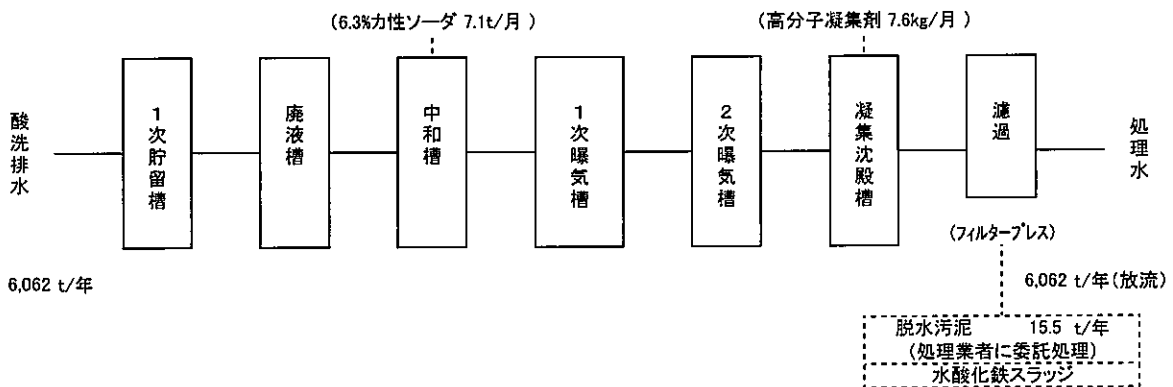 (6.3%力性ソーダ 7.1t/月 )
(高分子凝集剤 7.6kg/月 )
酸洗排水
1次貯留槽
廃液槽
中和槽
1次曝気槽
2次曝気槽
凝集沈殿槽
濾過
処理水
(フィルタープレス)
6,062 t/年
6,062 t/年(放流)
脱水汚泥 15.5 t/年
(処理業者に委託処理)
水酸化鉄スラッジ